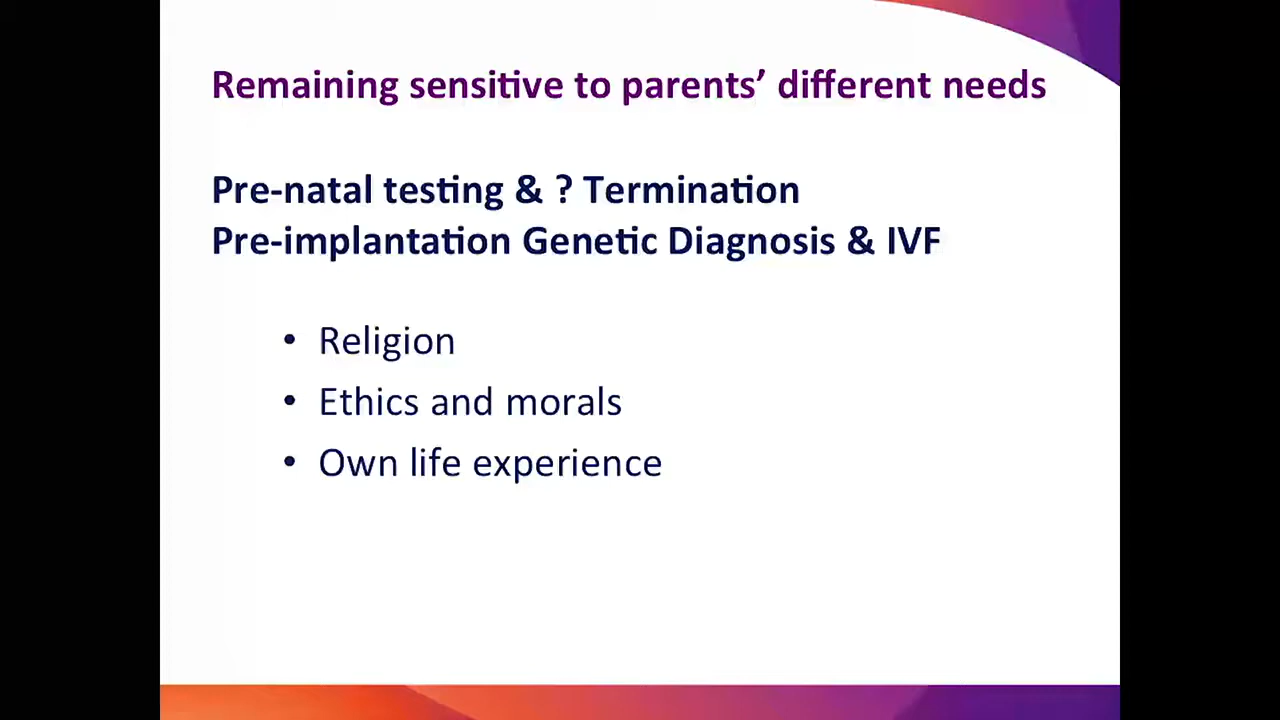 Remaining sensitive to parents’ different needs
Pre-natal testing & ? Termination
Pre-implantation Genetic Diagnosis & IVF
• Religion
• Ethics and morals
• Own life experience